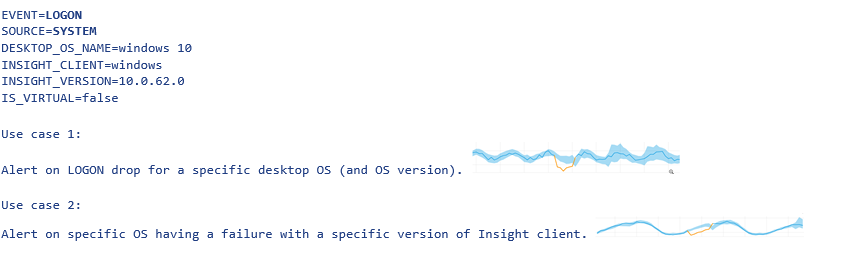 EVENT=LOGON
SOURCE=SYSTEM
DESKTOP_OS_NAME=windows 10
INSIGHT_CLIENT=windows
INSIGHT_VERSION=10.0.62.0
IS_VIRTUAL=false
Use case 1:
Alert on LOGON drop for a specific desktop OS (and OS version).
Use case 2:
Alert on specific OS having a failure with a specific version of Insight client.